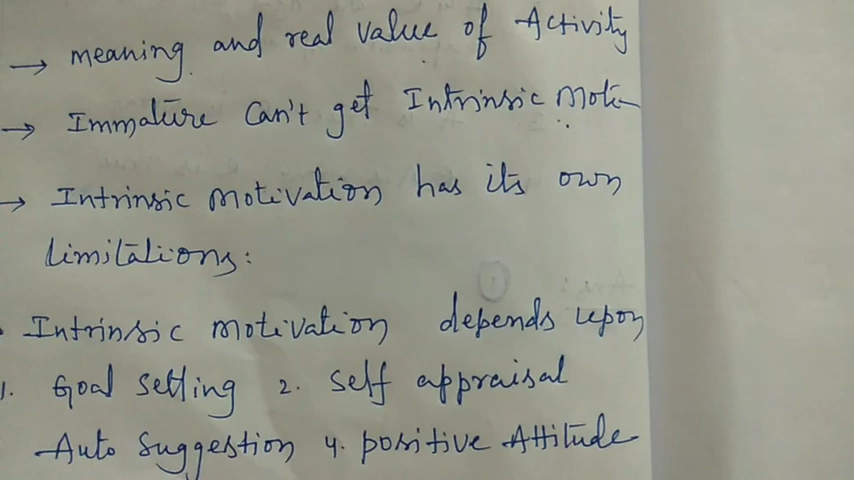 → meaning and real value of Activity
→ Immature Can't get Intrinsic Motin
→ Intrinsic motivation has its own
limitations:
Intrinsic motivation depends upon
1. Goal Setting 2. Self appraisal
Auto Suggestion 4. positive Attitude